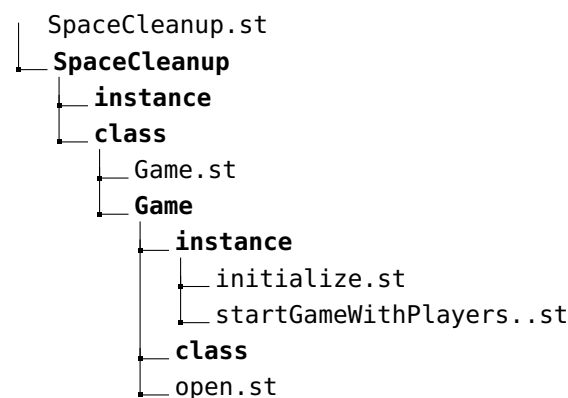 SpaceCleanup.st
SpaceCleanup
instance
class
Game.st
Game
instance
initialize.st
startGameWithPlayers..st
class
open.st